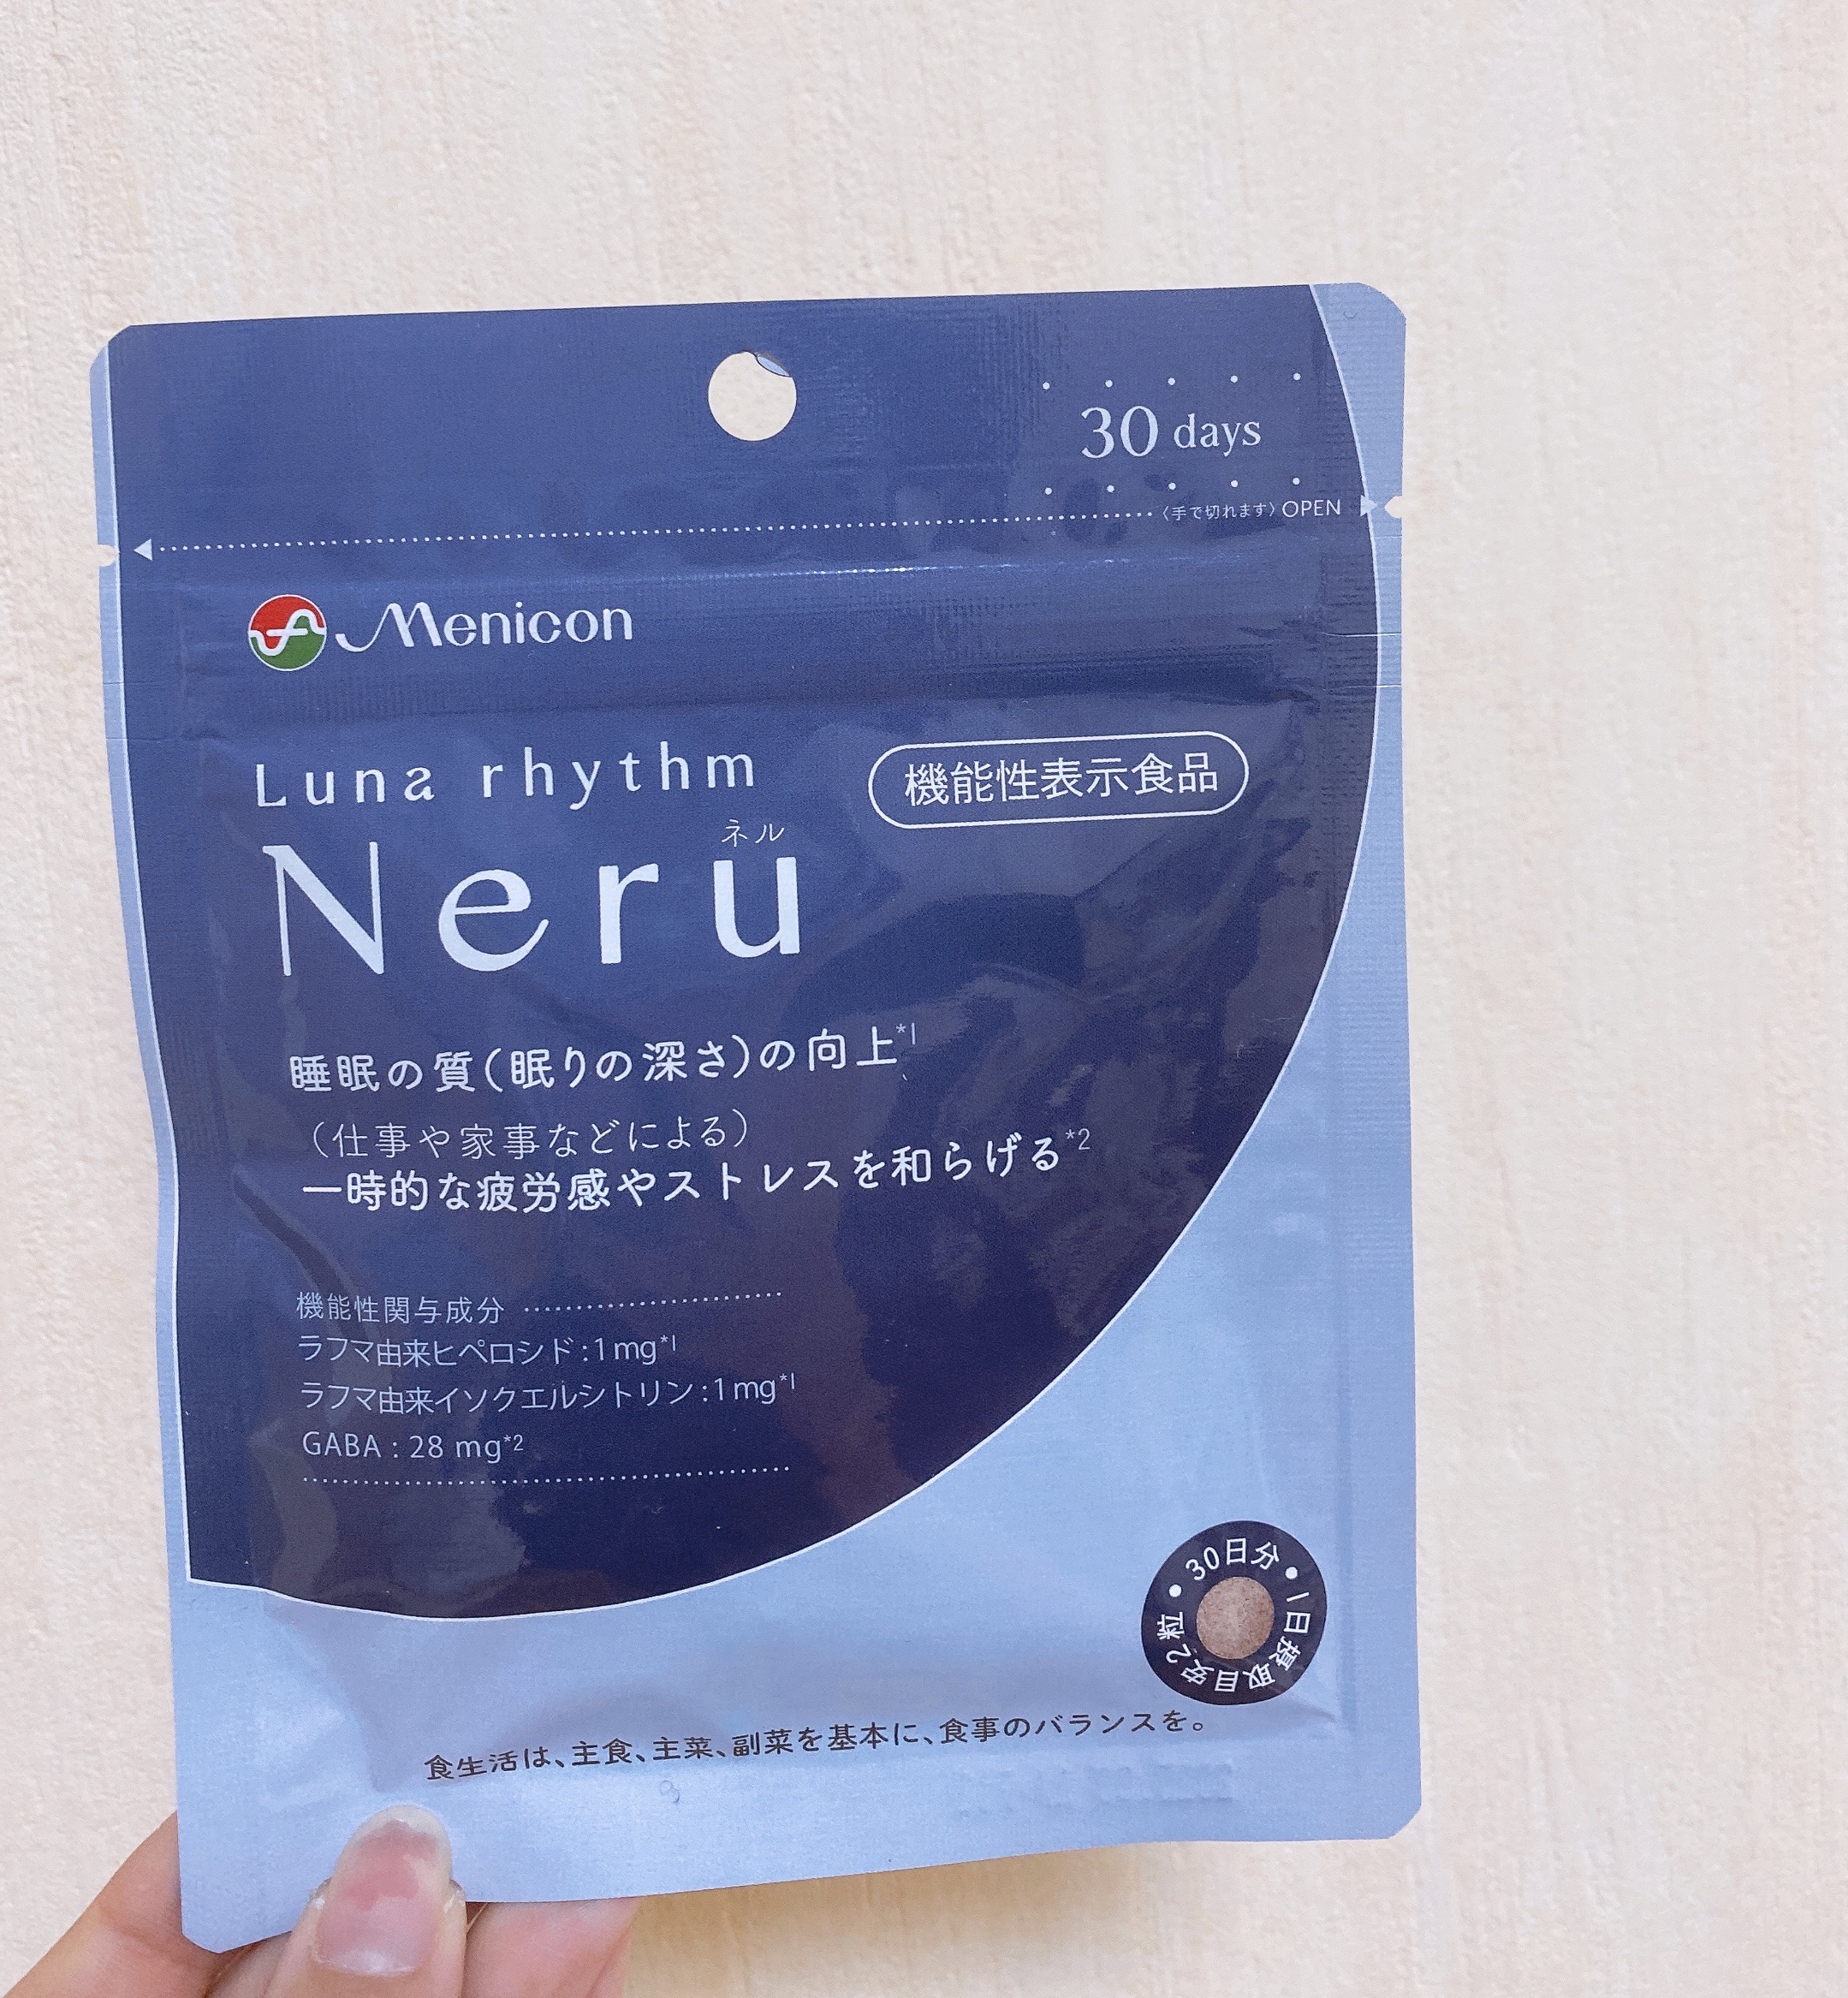 30 days
〈手で切れます〉OPEN
Menicon
Luna rhythm
機能性表示食品
ネル
Neru
睡眠の質(眠りの深さ)の向上*1
(仕事や家事などによる)
一時的な疲労感やストレスを和らげる*2
機能性関与成分
ラフマ由来ヒペロシド:1mg*1
ラフマ由来イソクエルシトリン:1mg*1
GABA:28 mg*2
30日分・1日摂取目安2粒・
食生活は、主食、主菜、副菜を基本に、食事のバランスを。